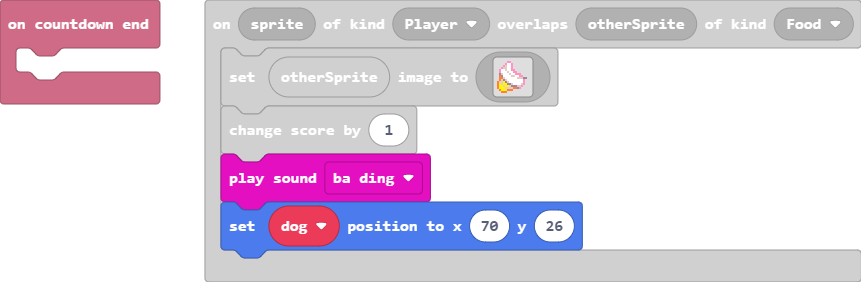 on countdown end
on sprite of kind Player overlaps otherSprite of kind Food
set otherSprite image to
change score by 1
play sound ba ding
set dog position to x 70 y 26